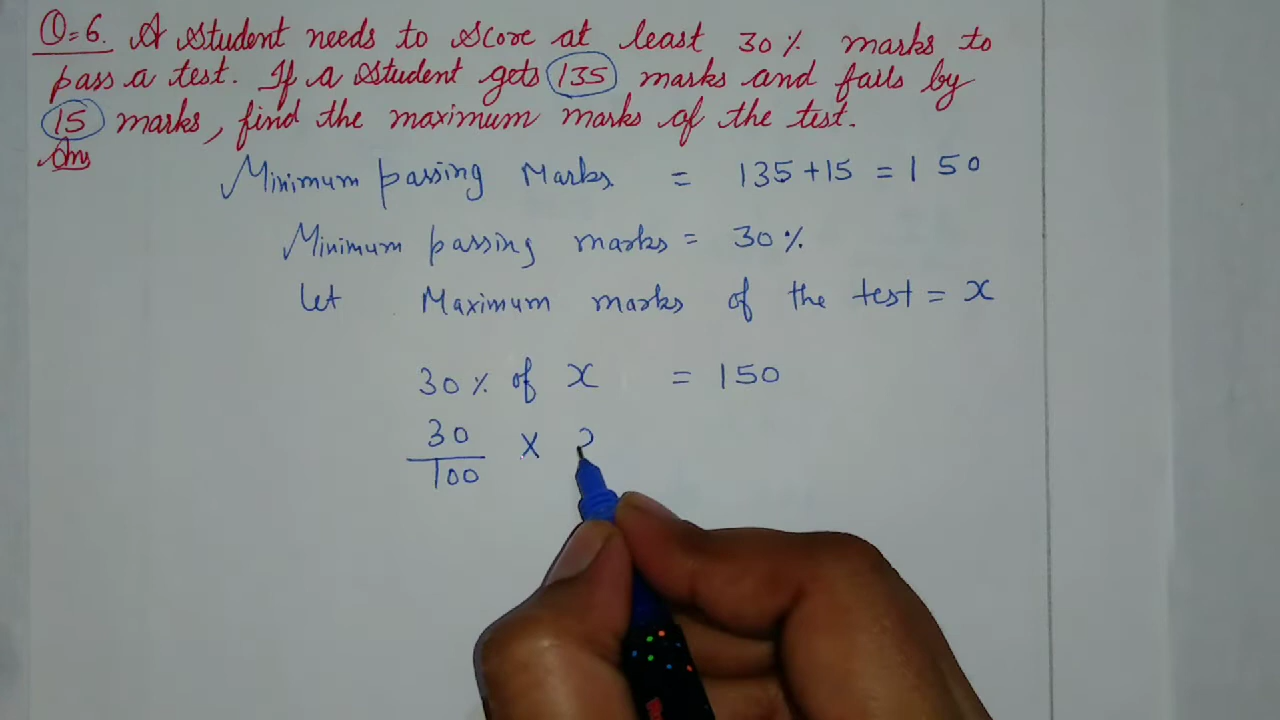 Q=6. A student needs to score at least 30% marks to
pass a test. If a student gets 135 marks and fails by
15 marks, find the maximum marks of the test.
Ans
Minimum passing Marks = 135+15 = 150
Minimum passing marks = 30%
Let Maximum marks of the test = x
30% of x = 150
30/100 ×